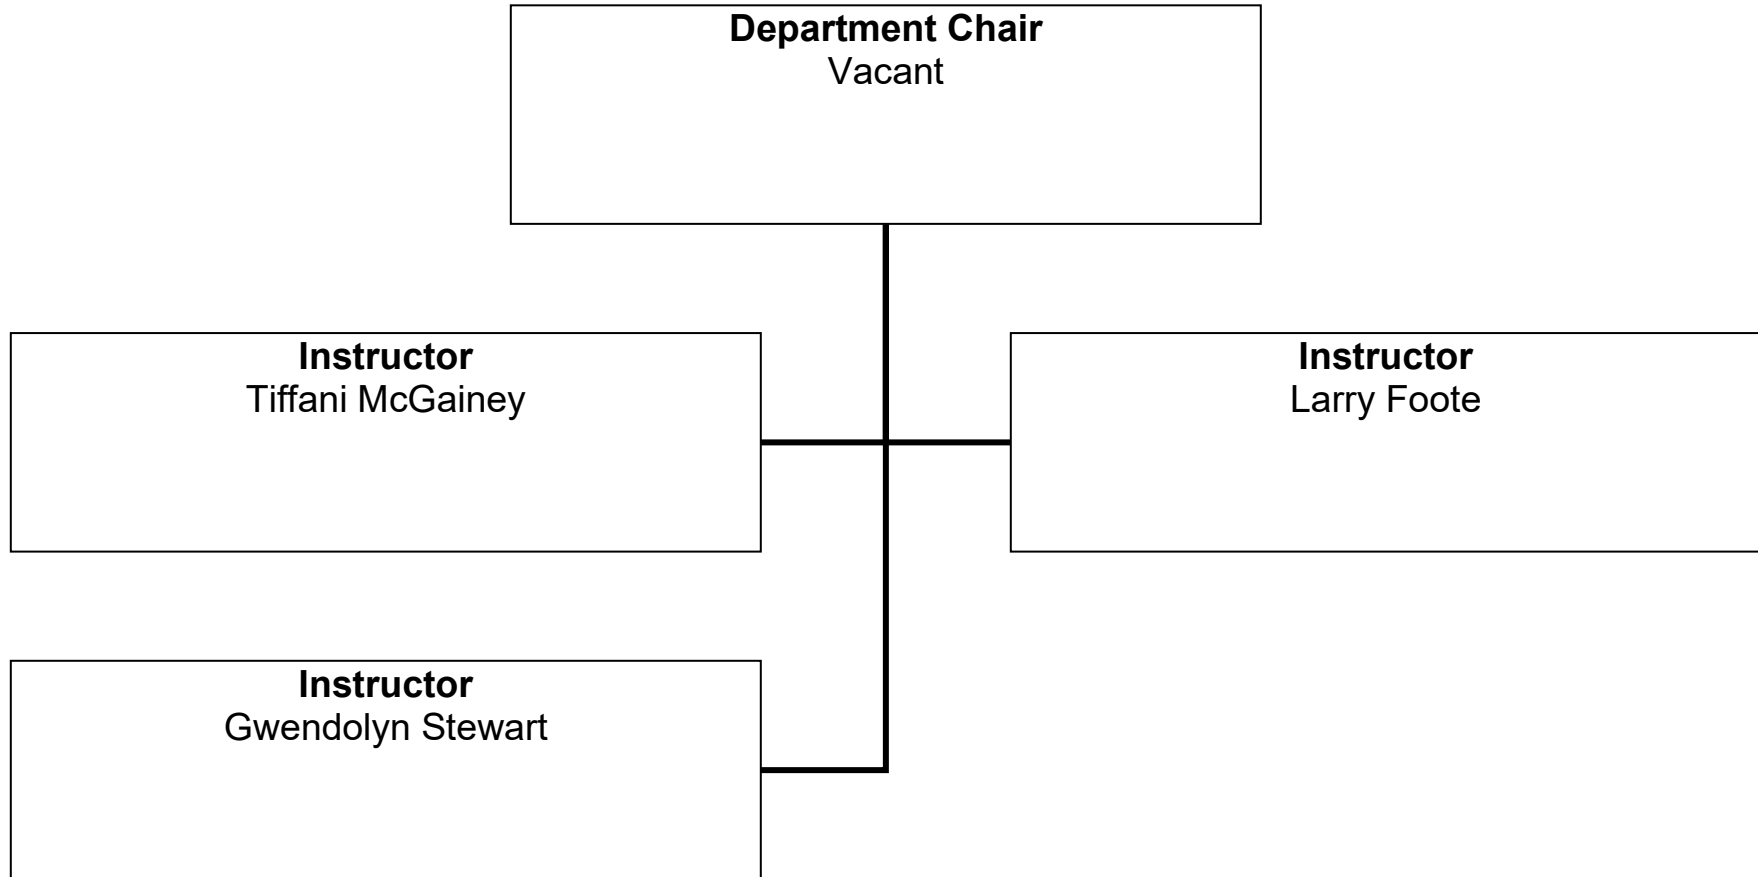 Department Chair
Vacant
Instructor
Tiffani McGainey
Instructor
Larry Foote
Instructor
Gwendolyn Stewart